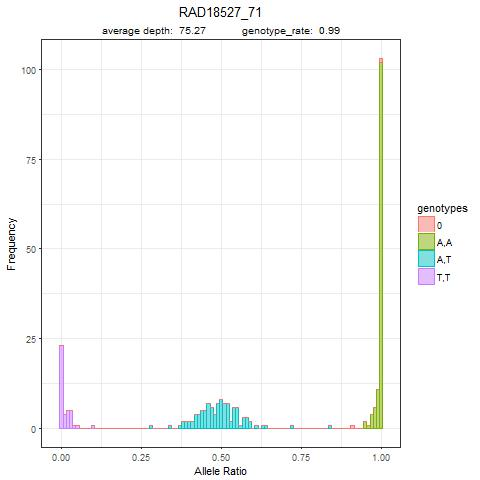 RAD18527_71
average depth: 75.27 genotype_rate: 0.99
Frequency
100
75
50
25
0
0.00 0.25 0.50 0.75 1.00
Allele Ratio
genotypes
0
A,A
A,T
T,T